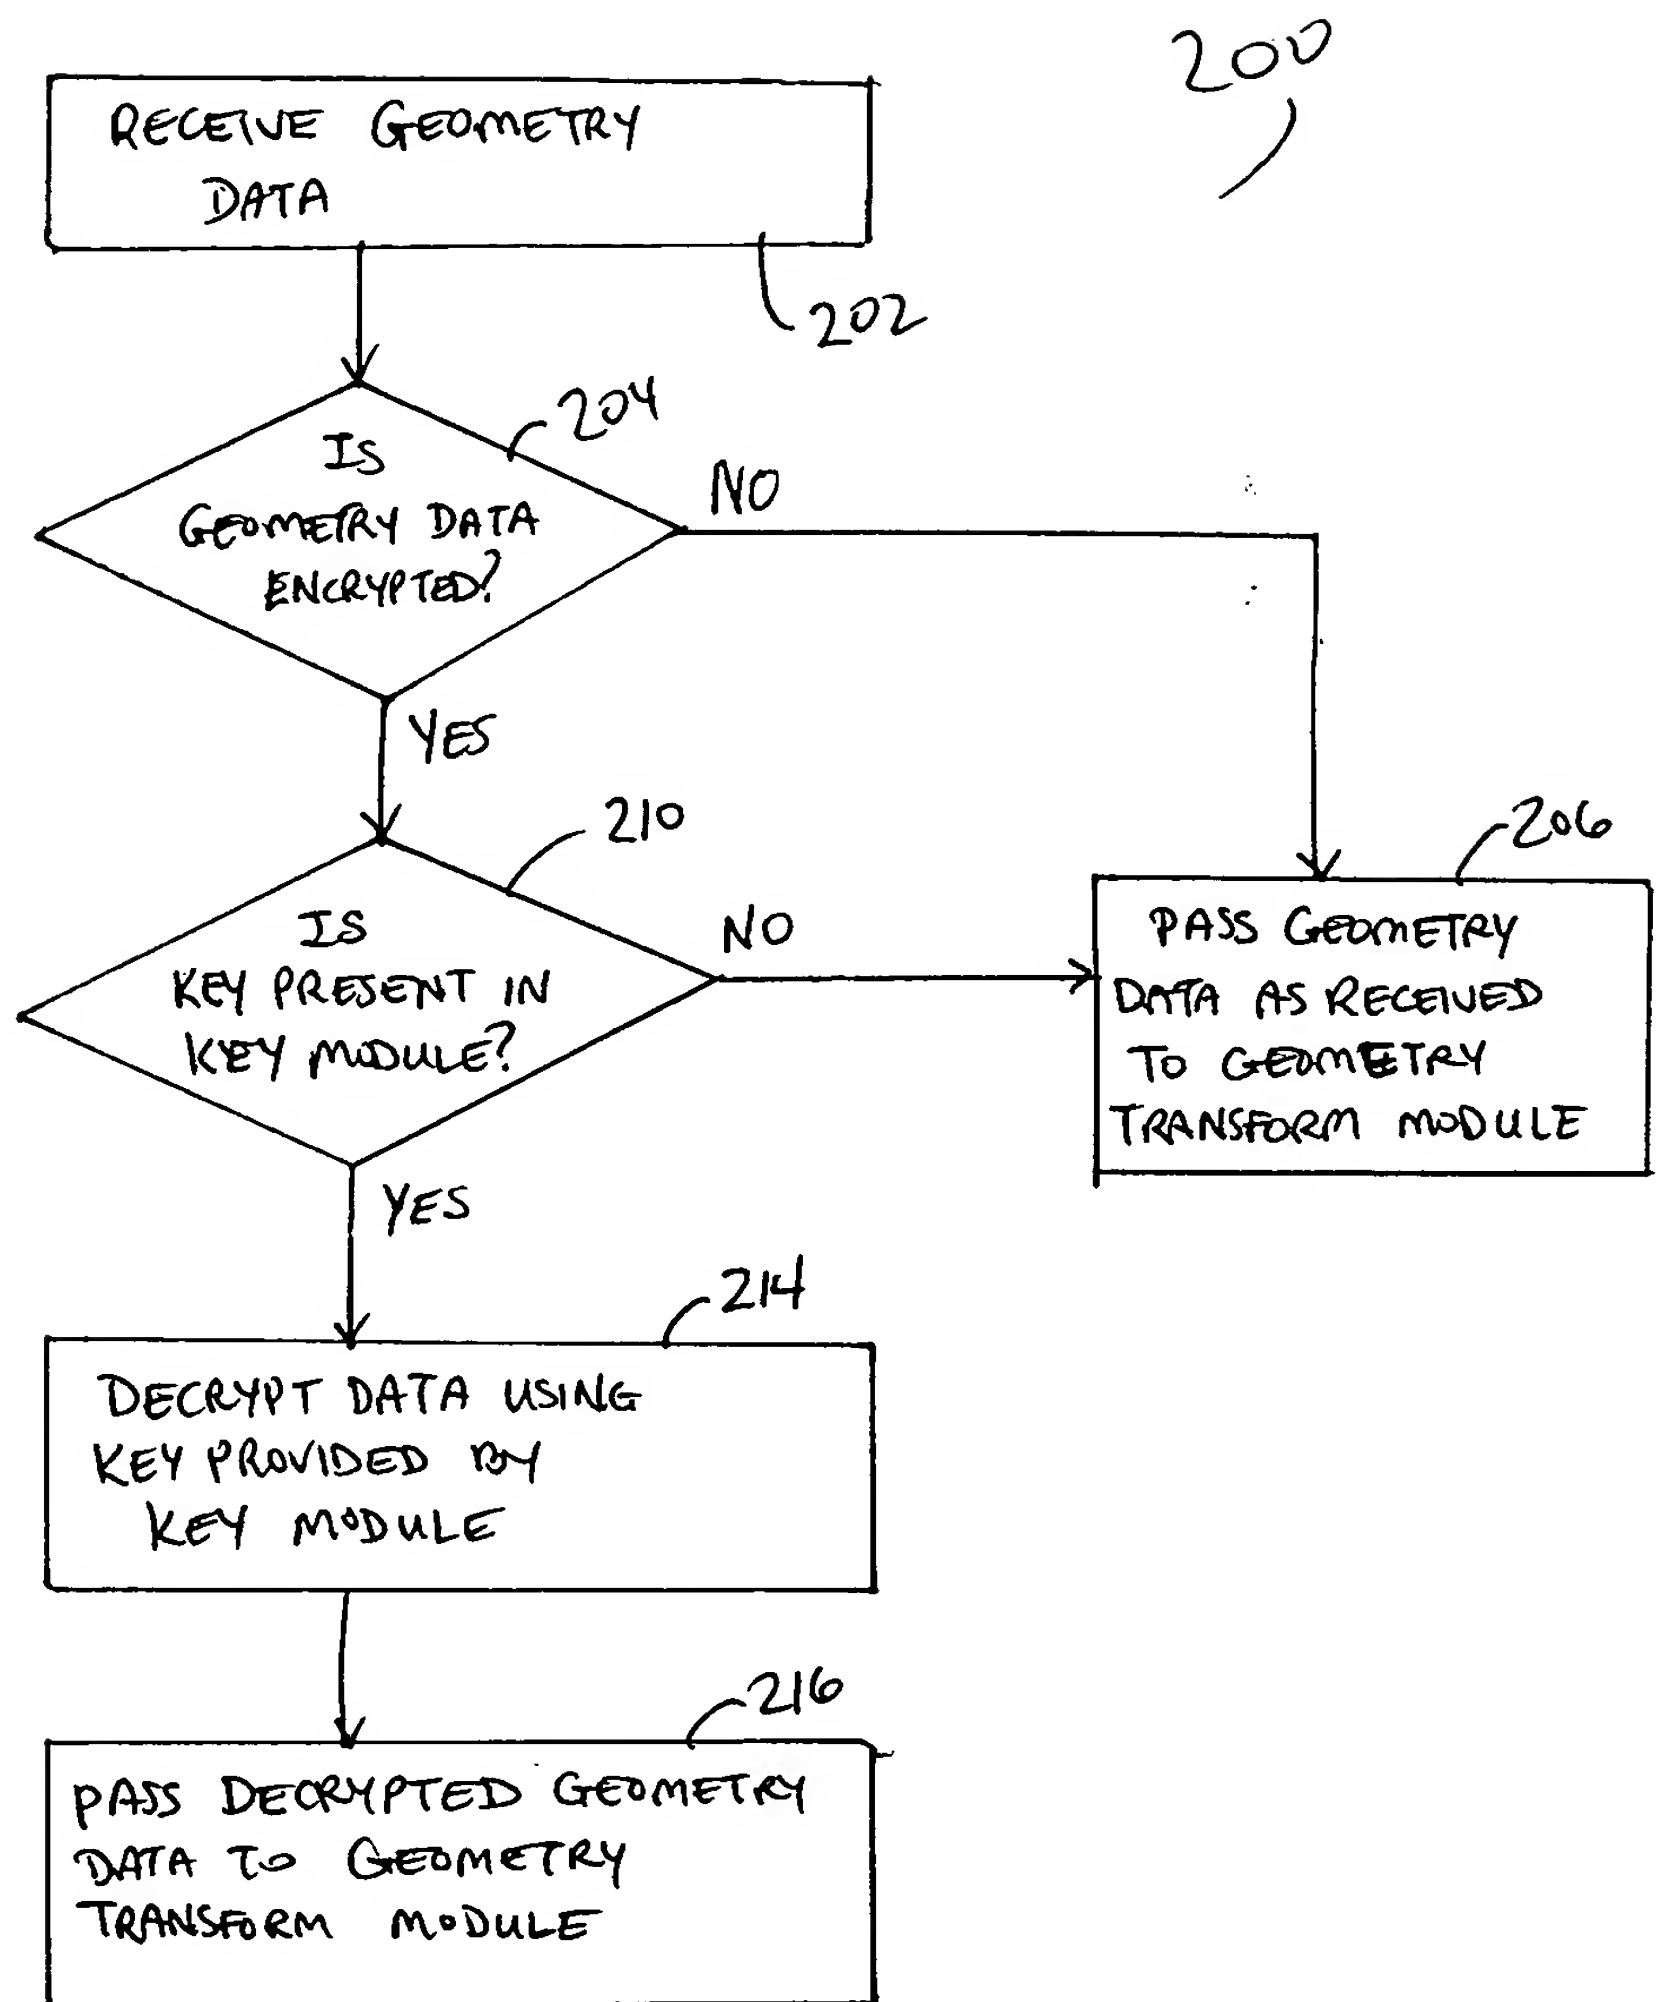 200
RECEIVE GEOMETRY
DATA
202
204
IS
GEOMETRY DATA
ENCRYPTED?
NO
YES
210
IS
KEY PRESENT IN
KEY MODULE?
NO
206
PASS GEOMETRY
DATA AS RECEIVED
TO GEOMETRY
TRANSFORM MODULE
YES
214
DECRYPT DATA USING
KEY PROVIDED BY
KEY MODULE
216
PASS DECRYPTED GEOMETRY
DATA TO GEOMETRY
TRANSFORM MODULE